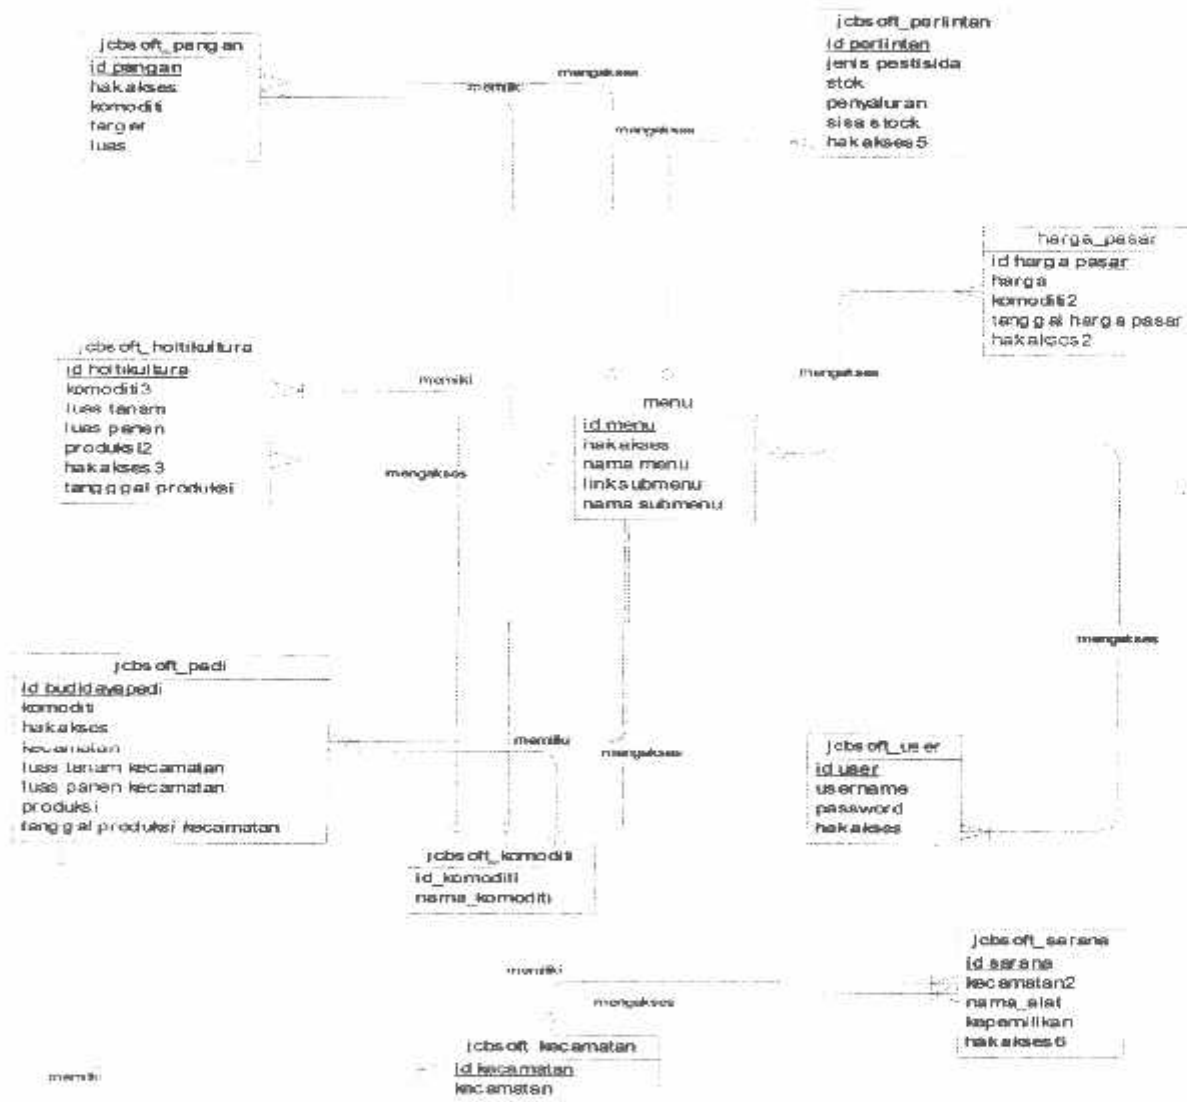 jcbsoft_pangan
id pangan
hakakses
komoditi
target
luas
memiliki
mengakses
mengakses
jcbsoft_perlintan
id perlintan
jenis pestisida
stok
penyaluran
sisa stock
hakakses5
harga_pasar
id harga pasar
harga
komoditi2
tanggal harga pasar
hakakses2
mengakses
jcbsoft_holtikultura
id holtikultura
komoditi3
luas tanam
luas panen
produksi2
hakakses3
tangggal produksi
memiliki
mengakses
menu
id menu
hakakses
nama menu
link submenu
nama submenu
mengakses
jcbsoft_padi
id budidayapadi
komoditi
hakakses
kecamatan
luas tanam kecamatan
luas panen kecamatan
produksi
tanggal produksi kecamatan
memiliki
mengakses
jcbsoft_user
id user
username
password
hakakses
jcbsoft_komoditi
id_komoditi
nama_komoditi
memiliki
mengakses
jcbsoft_sarana
id sarana
kecamatan2
nama_alat
kepemilikan
hakakses6
jcbsoft_kecamatan
id kecamatan
kecamatan
memiliki